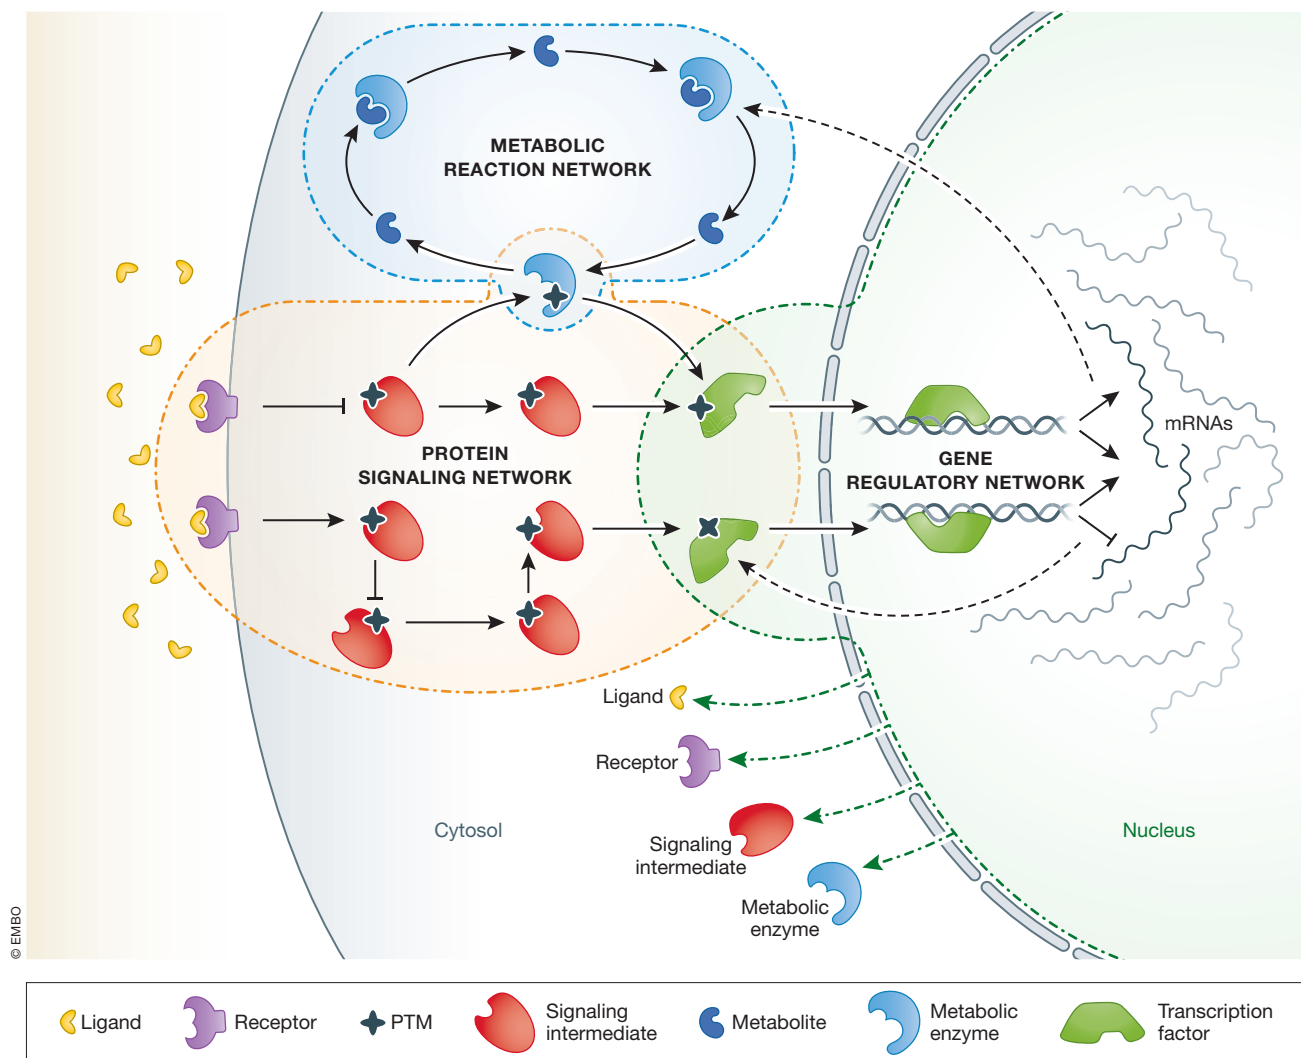 METABOLIC
REACTION NETWORK
mRNAs
PROTEIN
SIGNALING NETWORK
GENE
REGULATORY NETWORK
Ligand
Receptor
Signaling
intermediate
Metabolic
enzyme
Cytosol
Nucleus
© EMBO
Ligand
Receptor
PTM
Signaling
intermediate
Metabolite
Metabolic
enzyme
Transcription
factor